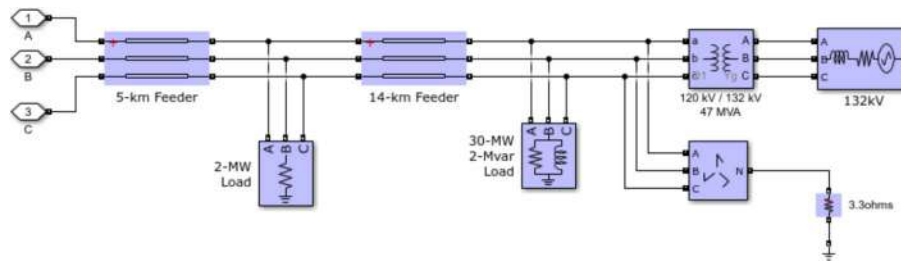 1
A
2
B
3
C
5-km Feeder
14-km Feeder
A B C
2-MW
Load
A B C
30-MW
2-Mvar
Load
a A
b B
C
120 kV / 132 kV
47 MVA
A
B
C
132kV
A
B
C
N
3.3ohms